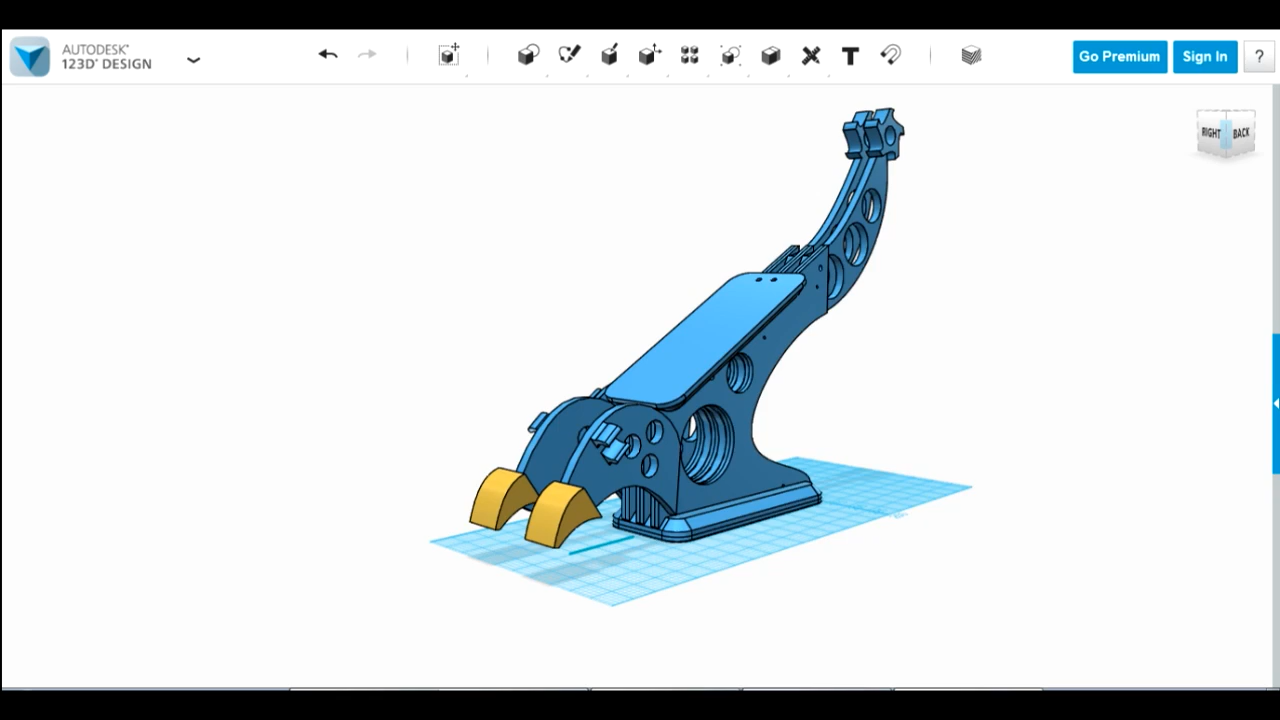 AUTODESK®
123D® DESIGN
Go Premium
Sign In
?
T
RIGHT
BACK